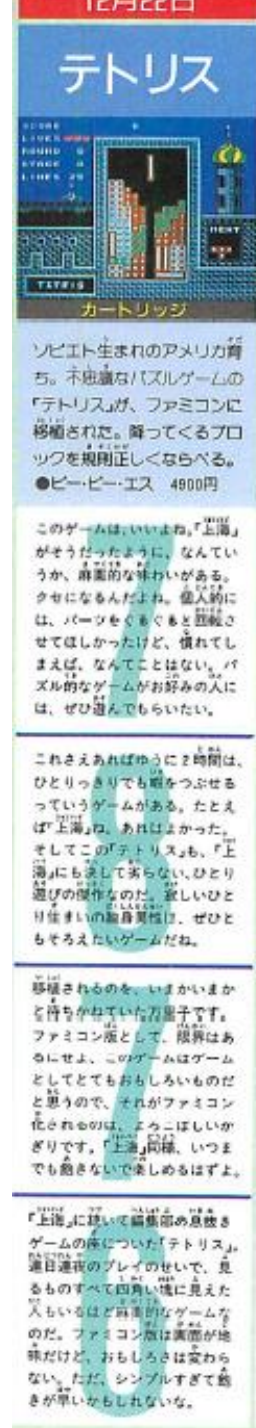 12月22日
テトリス
SCORE
LIVES
ROUND 0
STAGE 0
LINES 29
NEXT
TETRIS
カートリッジ
ソビエト生まれのアメリカ育
ち。不思議なパズルゲームの
『テトリス』が、ファミコンに
移植された。降ってくるブロ
ックを規則正しくならべる。
●ビー・ピー・エス 4900円
7
このゲームは、いいよね。『上海』
がそうだったように、なんてい
うか、麻薬的な味わいがある。
クセになるんだよね。個人的に
は、パーツをぐるぐると回転さ
せてほしかったけど、慣れてし
まえば、なんてことはない。パ
ズル的なゲームがお好みの人に
は、ぜひ遊んでもらいたい。
8
これさえあればゆうに2時間は、
ひとりっきりでも暇をつぶせる
っていうゲームがある。たとえ
ば『上海』ね、あれはよかった。
そしてこの『テトリス』も、『上
海』にも決して劣らない、ひとり
遊びの傑作なのだ。寂しいひと
り住まいの独身男性は、ぜひと
もそろえたいゲームだね。
7
移植されるのを、いまかいまか
と待ちかねていた方皇子です。
ファミコン版として、限界はあ
るにせよ、このゲームはゲーム
としてとてもおもしろいものだ
と思うので、それがファミコン
化されるのは、よろこばしいか
ぎりです。『上海』同様、いつま
でも飽きないで楽しめるはずよ。
6
『上海』に続いて編集部の息抜き
ゲームの座についた『テトリス』。
連日連夜のプレイのせいで、見
るものすべて四角い塊に見えた
人もいるほど麻薬的なゲームな
のだ。ファミコン版は画面が地
味だけど、おもしろさは変わら
ない。ただ、シンプルすぎて飽
きが早いかもしれないな。